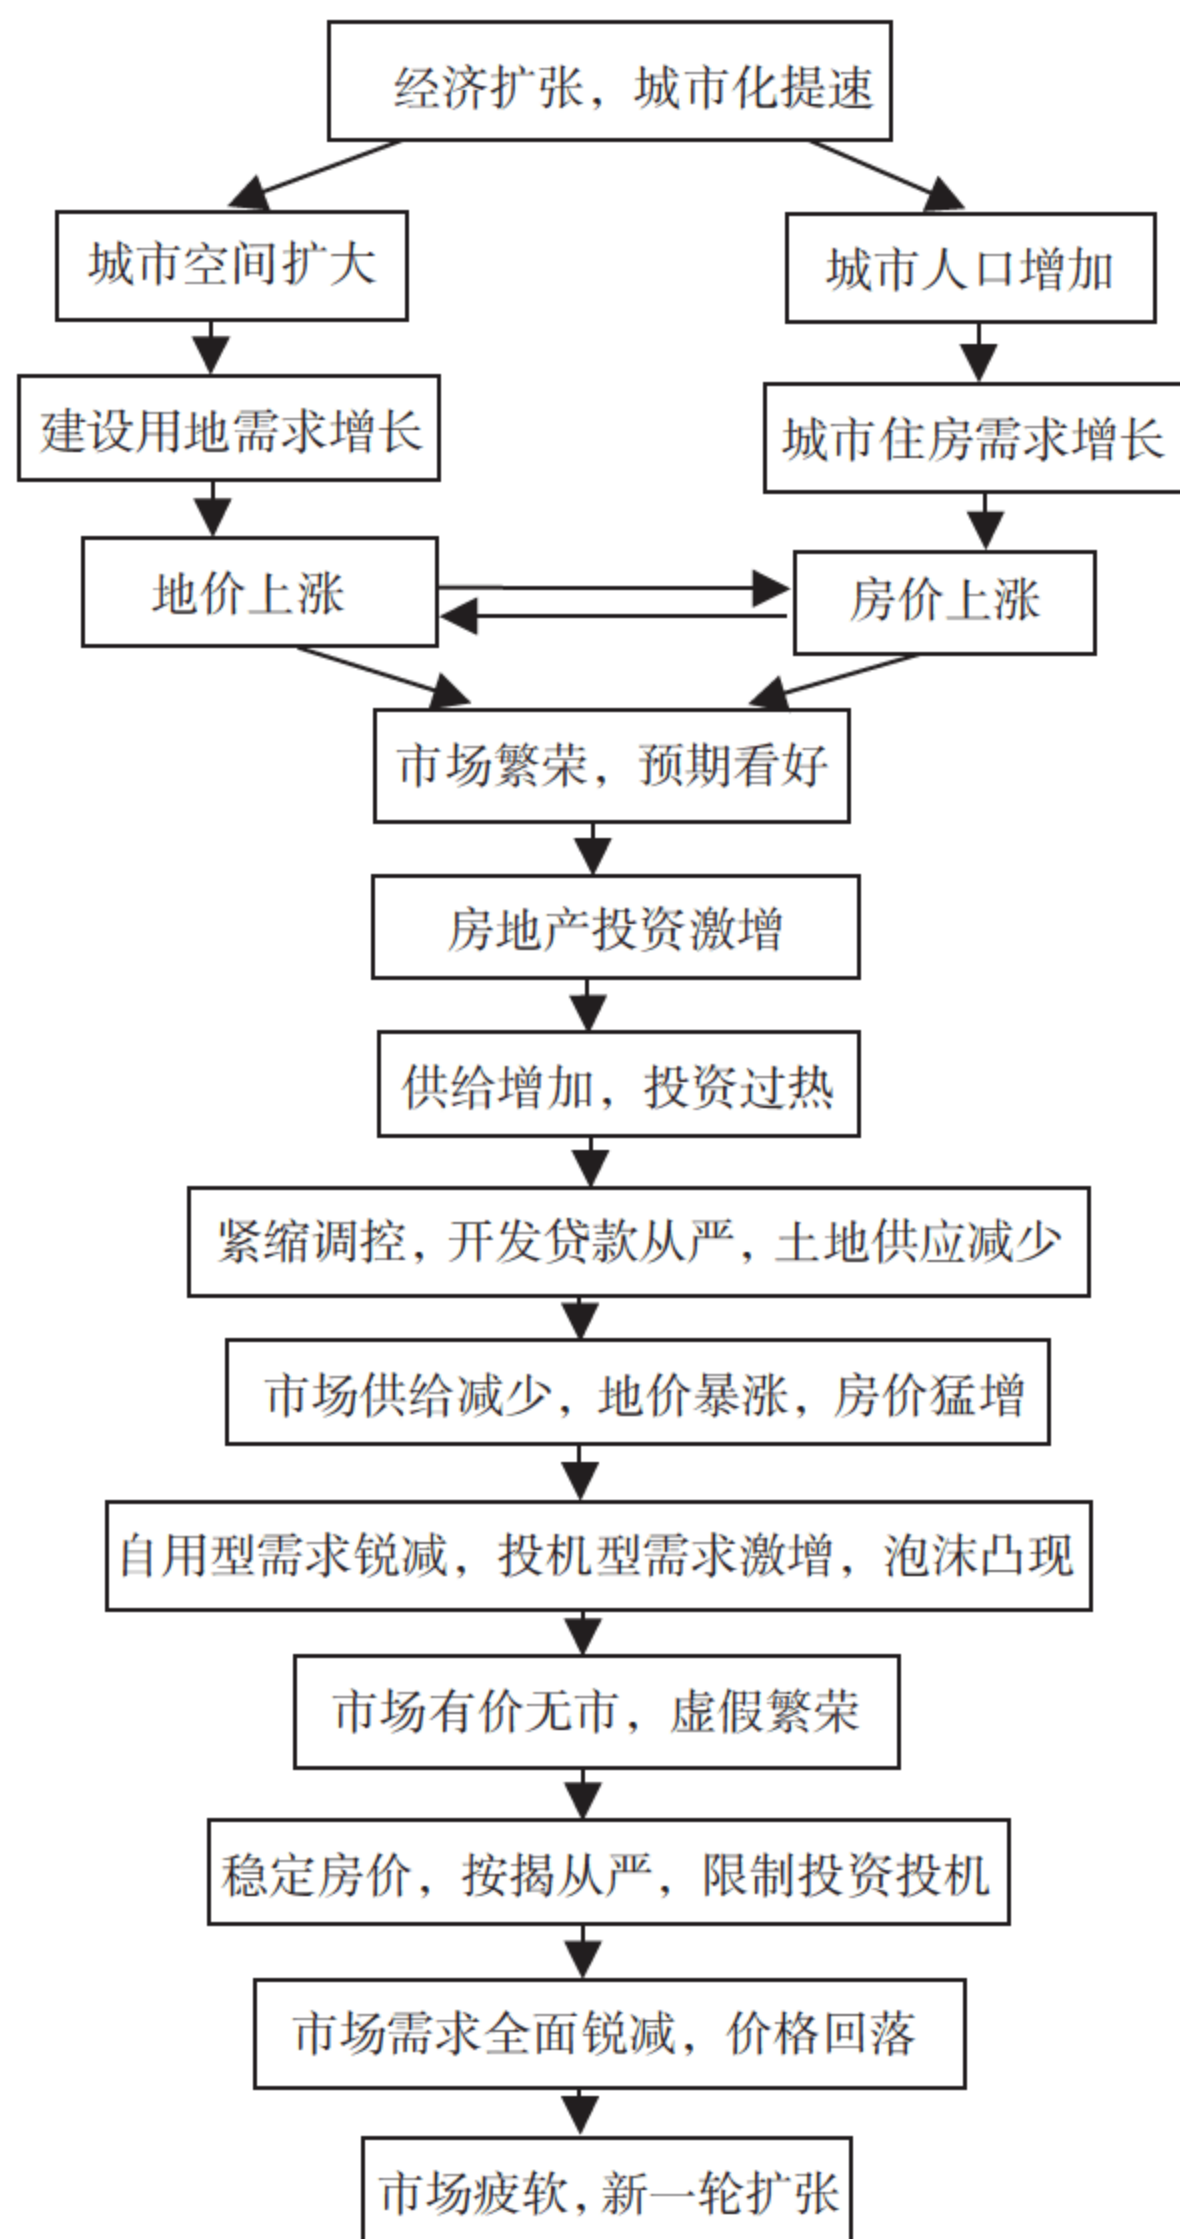 经济扩张，城市化提速
城市空间扩大
城市人口增加
建设用地需求增长
城市住房需求增长
地价上涨
房价上涨
市场繁荣，预期看好
房地产投资激增
供给增加，投资过热
紧缩调控，开发贷款从严，土地供应减少
市场供给减少，地价暴涨，房价猛增
自用型需求锐减，投机型需求激增，泡沫凸现
市场有价无市，虚假繁荣
稳定房价，按揭从严，限制投资投机
市场需求全面锐减，价格回落
市场疲软，新一轮扩张